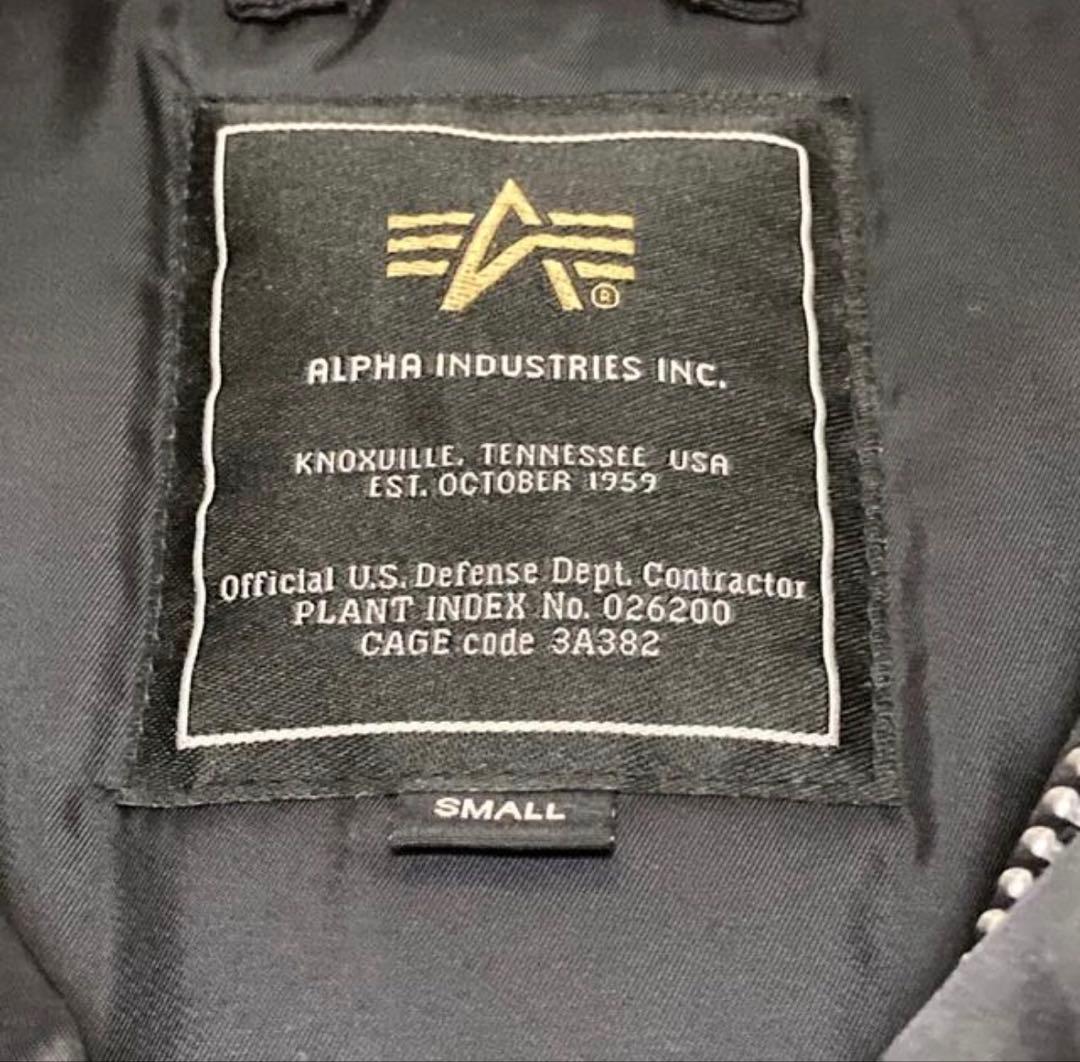 ®
ALPHA INDUSTRIES INC.
KNOXVILLE, TENNESSEE USA
EST. OCTOBER 1959
Official U.S. Defense Dept. Contractor
PLANT INDEX No. 026200
CAGE code 3A382
SMALL